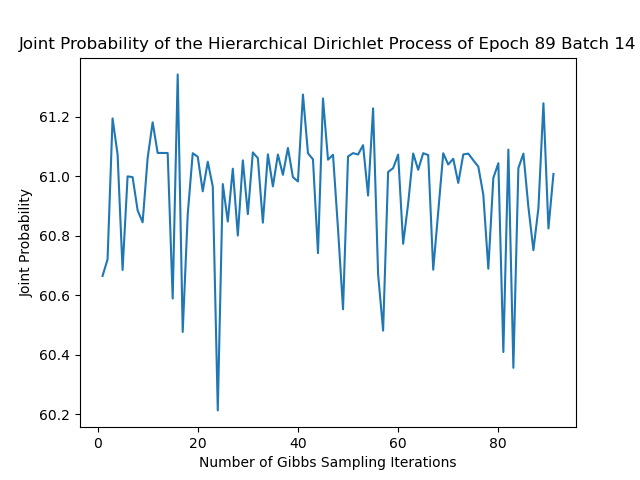 Joint Probability of the Hierarchical Dirichlet Process of Epoch 89 Batch 14
61.2
61.0
60.8
60.6
60.4
60.2
Joint Probability
0 20 40 60 80
Number of Gibbs Sampling Iterations